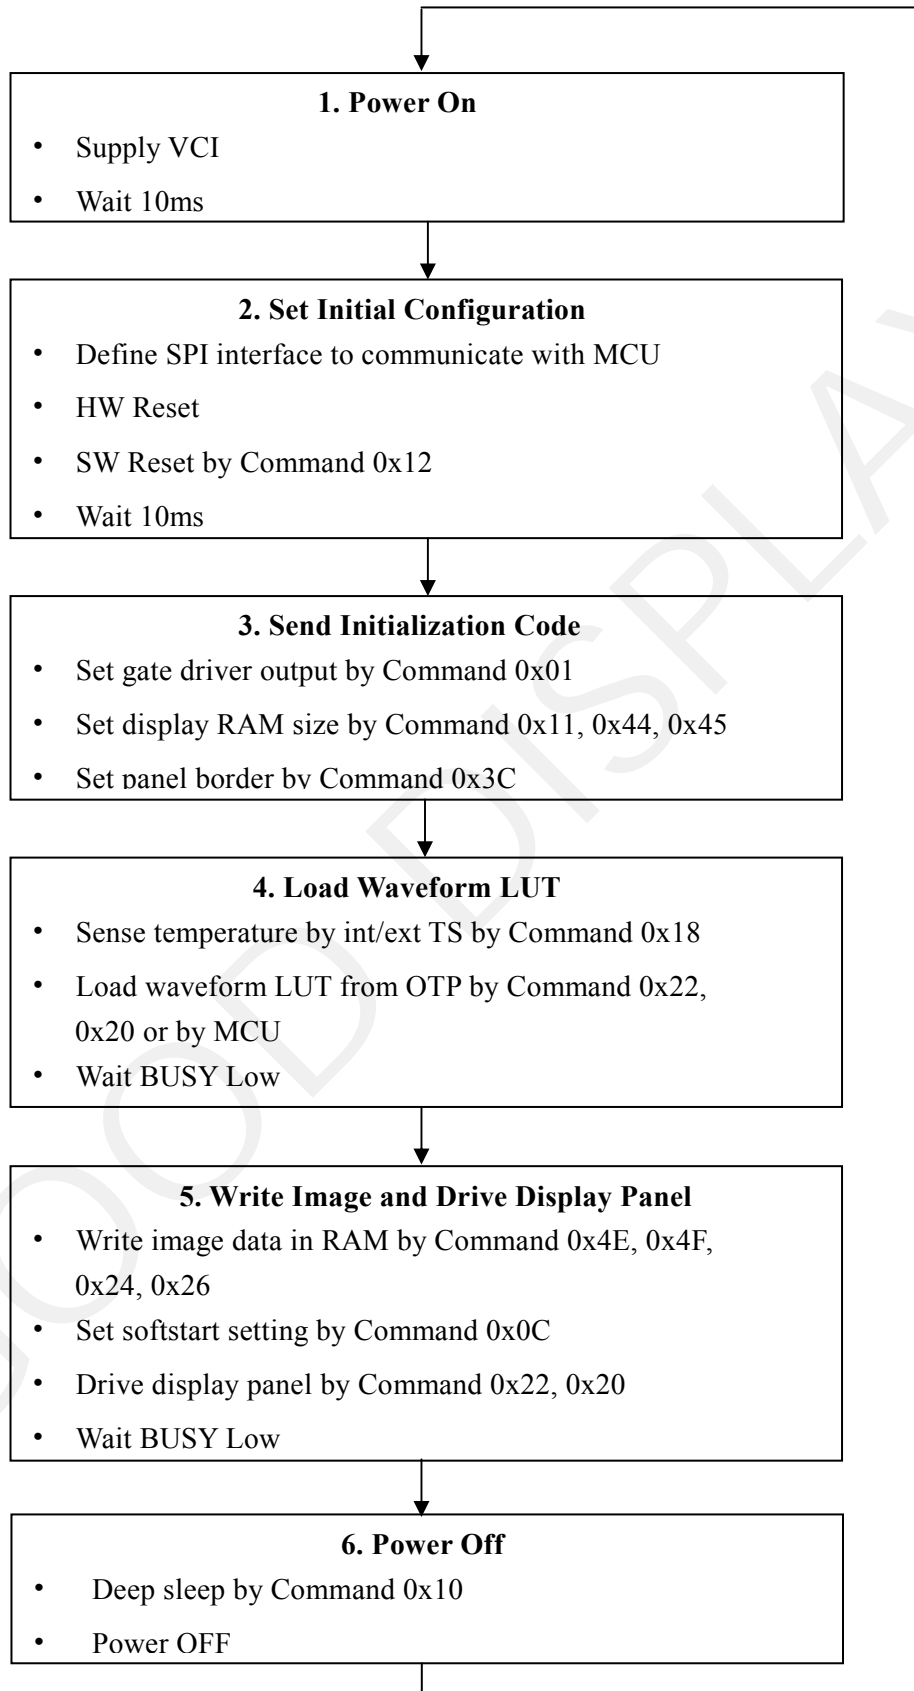 1. Power On
• Supply VCI
• Wait 10ms
2. Set Initial Configuration
• Define SPI interface to communicate with MCU
• HW Reset
• SW Reset by Command 0x12
• Wait 10ms
3. Send Initialization Code
• Set gate driver output by Command 0x01
• Set display RAM size by Command 0x11, 0x44, 0x45
• Set panel border by Command 0x3C
4. Load Waveform LUT
• Sense temperature by int/ext TS by Command 0x18
• Load waveform LUT from OTP by Command 0x22,
0x20 or by MCU
• Wait BUSY Low
5. Write Image and Drive Display Panel
• Write image data in RAM by Command 0x4E, 0x4F,
0x24, 0x26
• Set softstart setting by Command 0x0C
• Drive display panel by Command 0x22, 0x20
• Wait BUSY Low
6. Power Off
• Deep sleep by Command 0x10
• Power OFF
GOOD DISPLAY